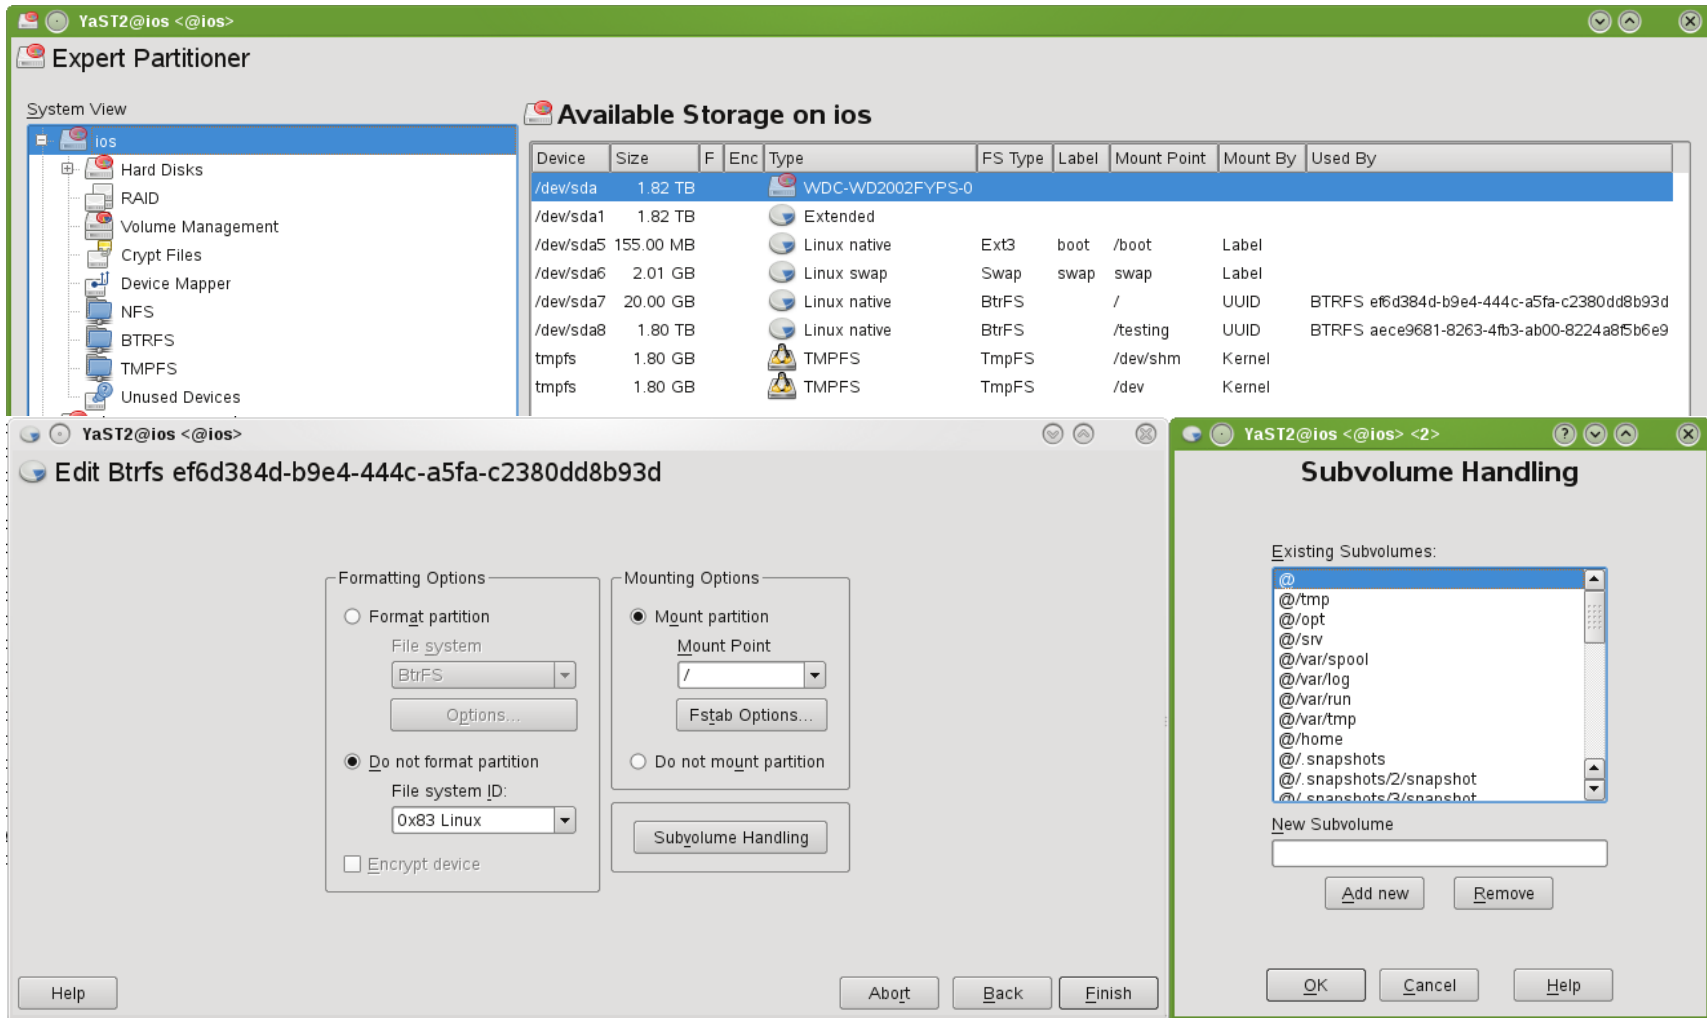 YaST2@ios <@ios>
Expert Partitioner
System View
ios
Hard Disks
RAID
Volume Management
Crypt Files
Device Mapper
NFS
BTRFS
TMPFS
Unused Devices
Available Storage on ios
Device Size F Enc Type FS Type Label Mount Point Mount By Used By
/dev/sda 1.82 TB WDC-WD2002FYPS-0
/dev/sda1 1.82 TB Extended
/dev/sda5 155.00 MB Linux native Ext3 boot /boot Label
/dev/sda6 2.01 GB Linux swap Swap swap swap Label
/dev/sda7 20.00 GB Linux native BtrFS / UUID BTRFS ef6d384d-b9e4-444c-a5fa-c2380dd8b93d
/dev/sda8 1.80 TB Linux native BtrFS /testing UUID BTRFS aece9681-8263-4fb3-ab00-8224a8f5b6e9
tmpfs 1.80 GB TMPFS TmpFS /dev/shm Kernel
tmpfs 1.80 GB TMPFS TmpFS /dev Kernel
YaST2@ios <@ios>
Edit Btrfs ef6d384d-b9e4-444c-a5fa-c2380dd8b93d
Formatting Options
Format partition
File system
BtrFS
Options...
Do not format partition
File system ID:
0x83 Linux
Encrypt device
Mounting Options
Mount partition
Mount Point
/
Fstab Options...
Do not mount partition
Subvolume Handling
Help
Abort
Back
Finish
YaST2@ios <@ios> <2>
Subvolume Handling
Existing Subvolumes:
@
@/tmp
@/opt
@/srv
@/var/spool
@/var/log
@/var/run
@/var/tmp
@/home
@/.snapshots
@/.snapshots/2/snapshot
@/.snapshots/3/snapshot
New Subvolume
Add new
Remove
OK
Cancel
Help